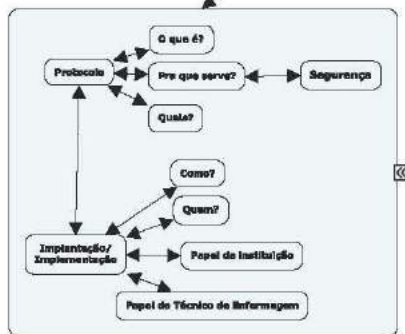 O que é?
Protocolo
Pra que serve?
Segurança
Quais?
Como?
Quem?
Implantação/
Implementação
Papel da Instituição
Papel do Técnico de Enfermagem